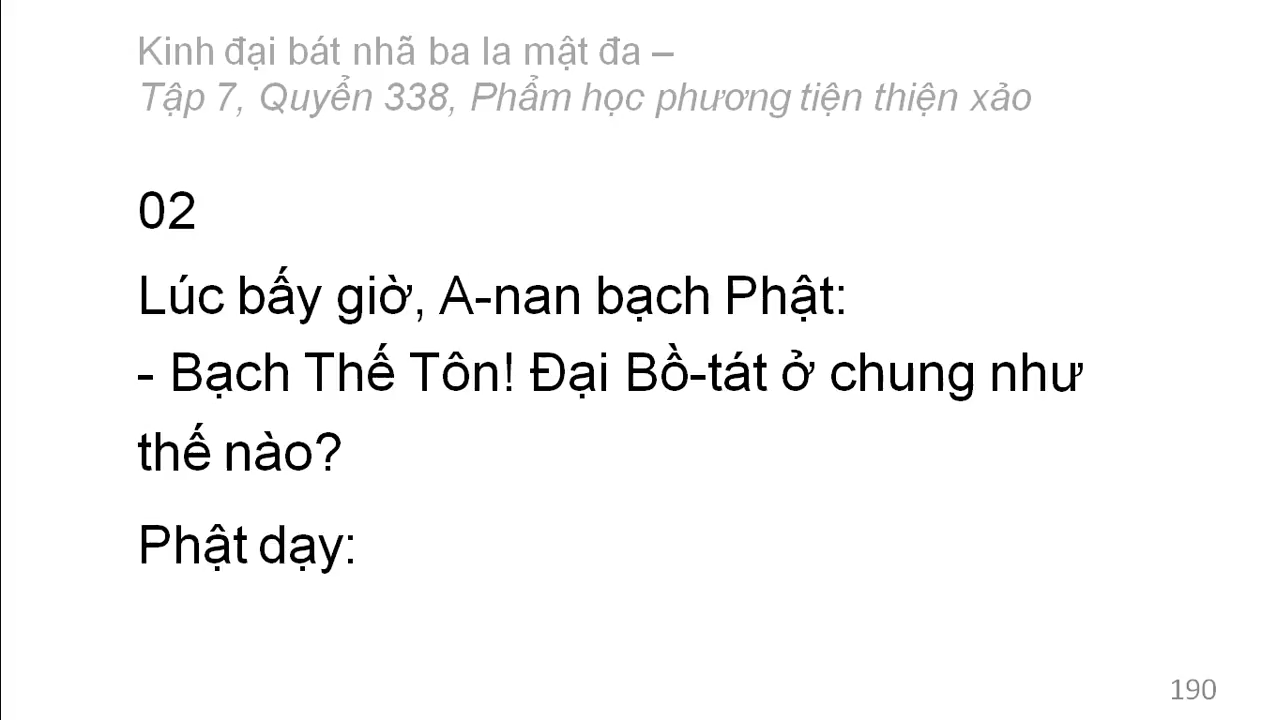 Kinh đại bát nhã ba la mật đa –
Tập 7, Quyển 338, Phẩm học phương tiện thiện xảo
02
Lúc bấy giờ, A-nan bạch Phật:
- Bạch Thế Tôn! Đại Bồ-tát ở chung như
thế nào?
Phật dạy:
190